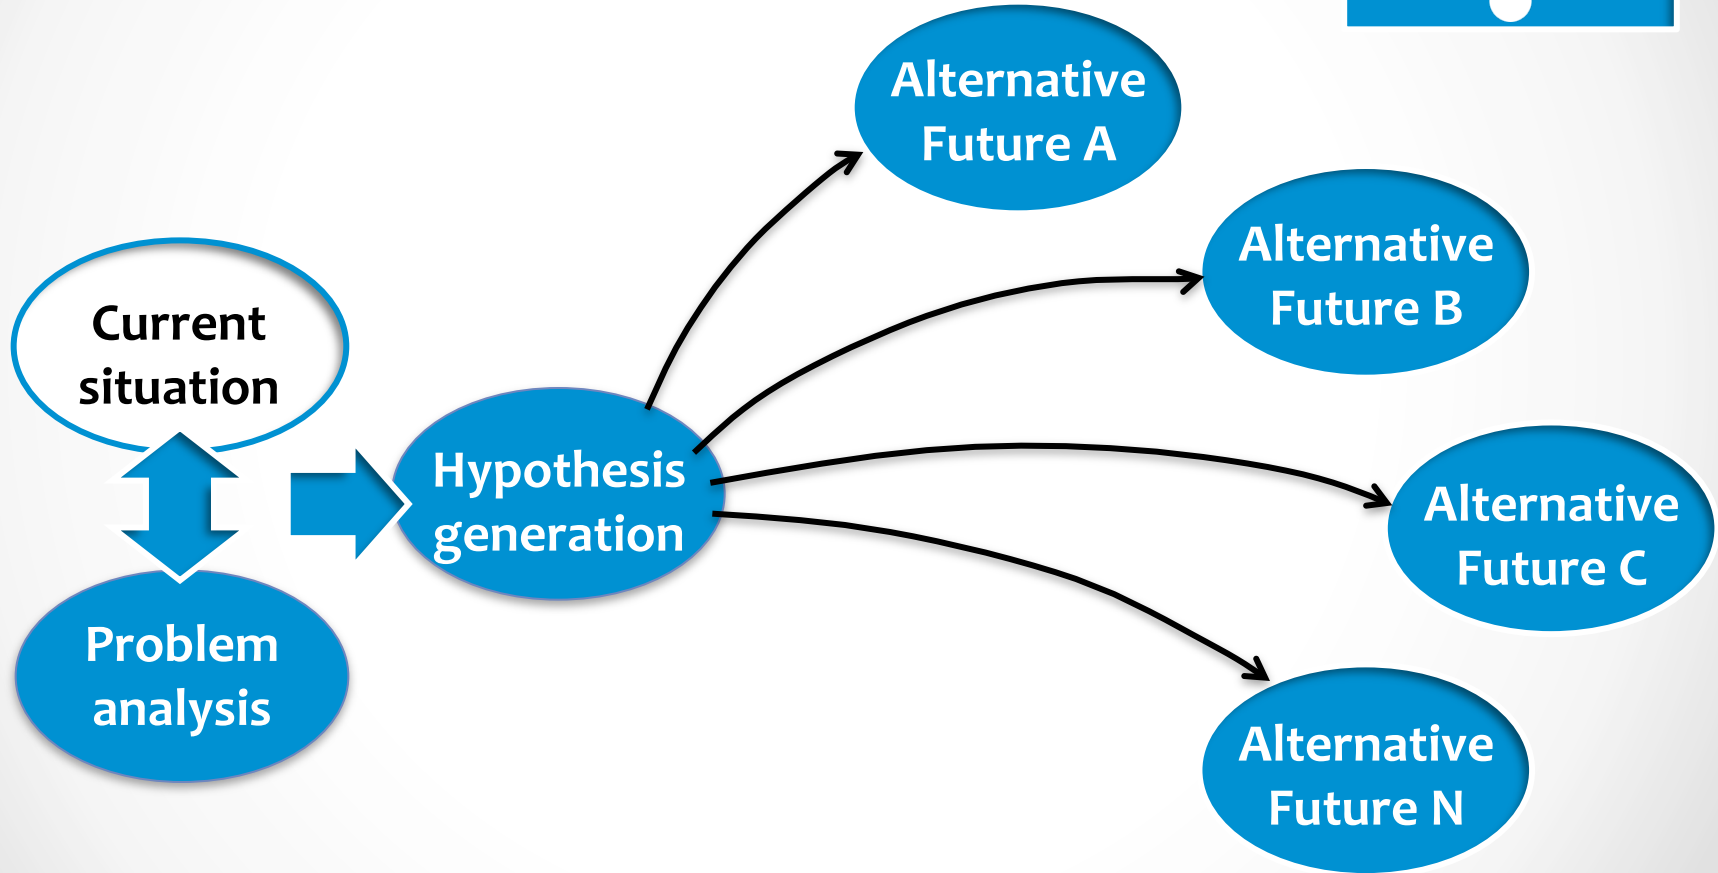 Alternative
Future A
Alternative
Future B
Current
situation
Hypothesis
generation
Alternative
Future C
Problem
analysis
Alternative
Future N